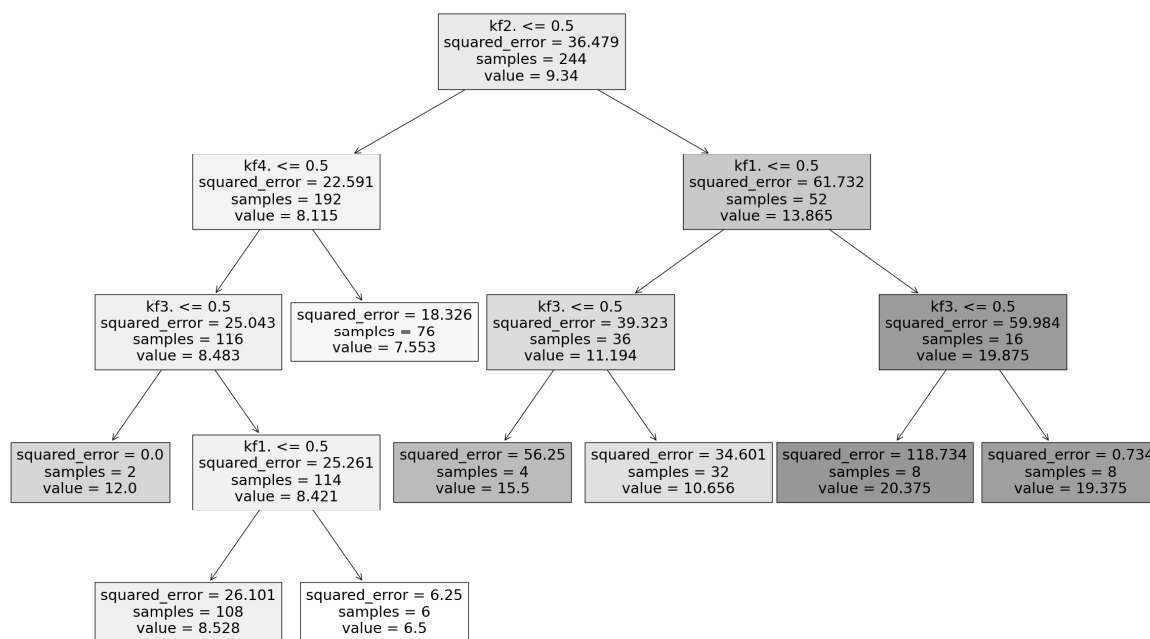 kf2. <= 0.5
squared_error = 36.479
samples = 244
value = 9.34
kf4. <= 0.5
squared_error = 22.591
samples = 192
value = 8.115
kf1. <= 0.5
squared_error = 61.732
samples = 52
value = 13.865
kf3. <= 0.5
squared_error = 25.043
samples = 116
value = 8.483
squared_error = 18.326
samples = 76
value = 7.553
kf3. <= 0.5
squared_error = 39.323
samples = 36
value = 11.194
kf3. <= 0.5
squared_error = 59.984
samples = 16
value = 19.875
squared_error = 0.0
samples = 2
value = 12.0
kf1. <= 0.5
squared_error = 25.261
samples = 114
value = 8.421
squared_error = 56.25
samples = 4
value = 15.5
squared_error = 34.601
samples = 32
value = 10.656
squared_error = 118.734
samples = 8
value = 20.375
squared_error = 0.734
samples = 8
value = 19.375
squared_error = 26.101
samples = 108
value = 8.528
squared_error = 6.25
samples = 6
value = 6.5